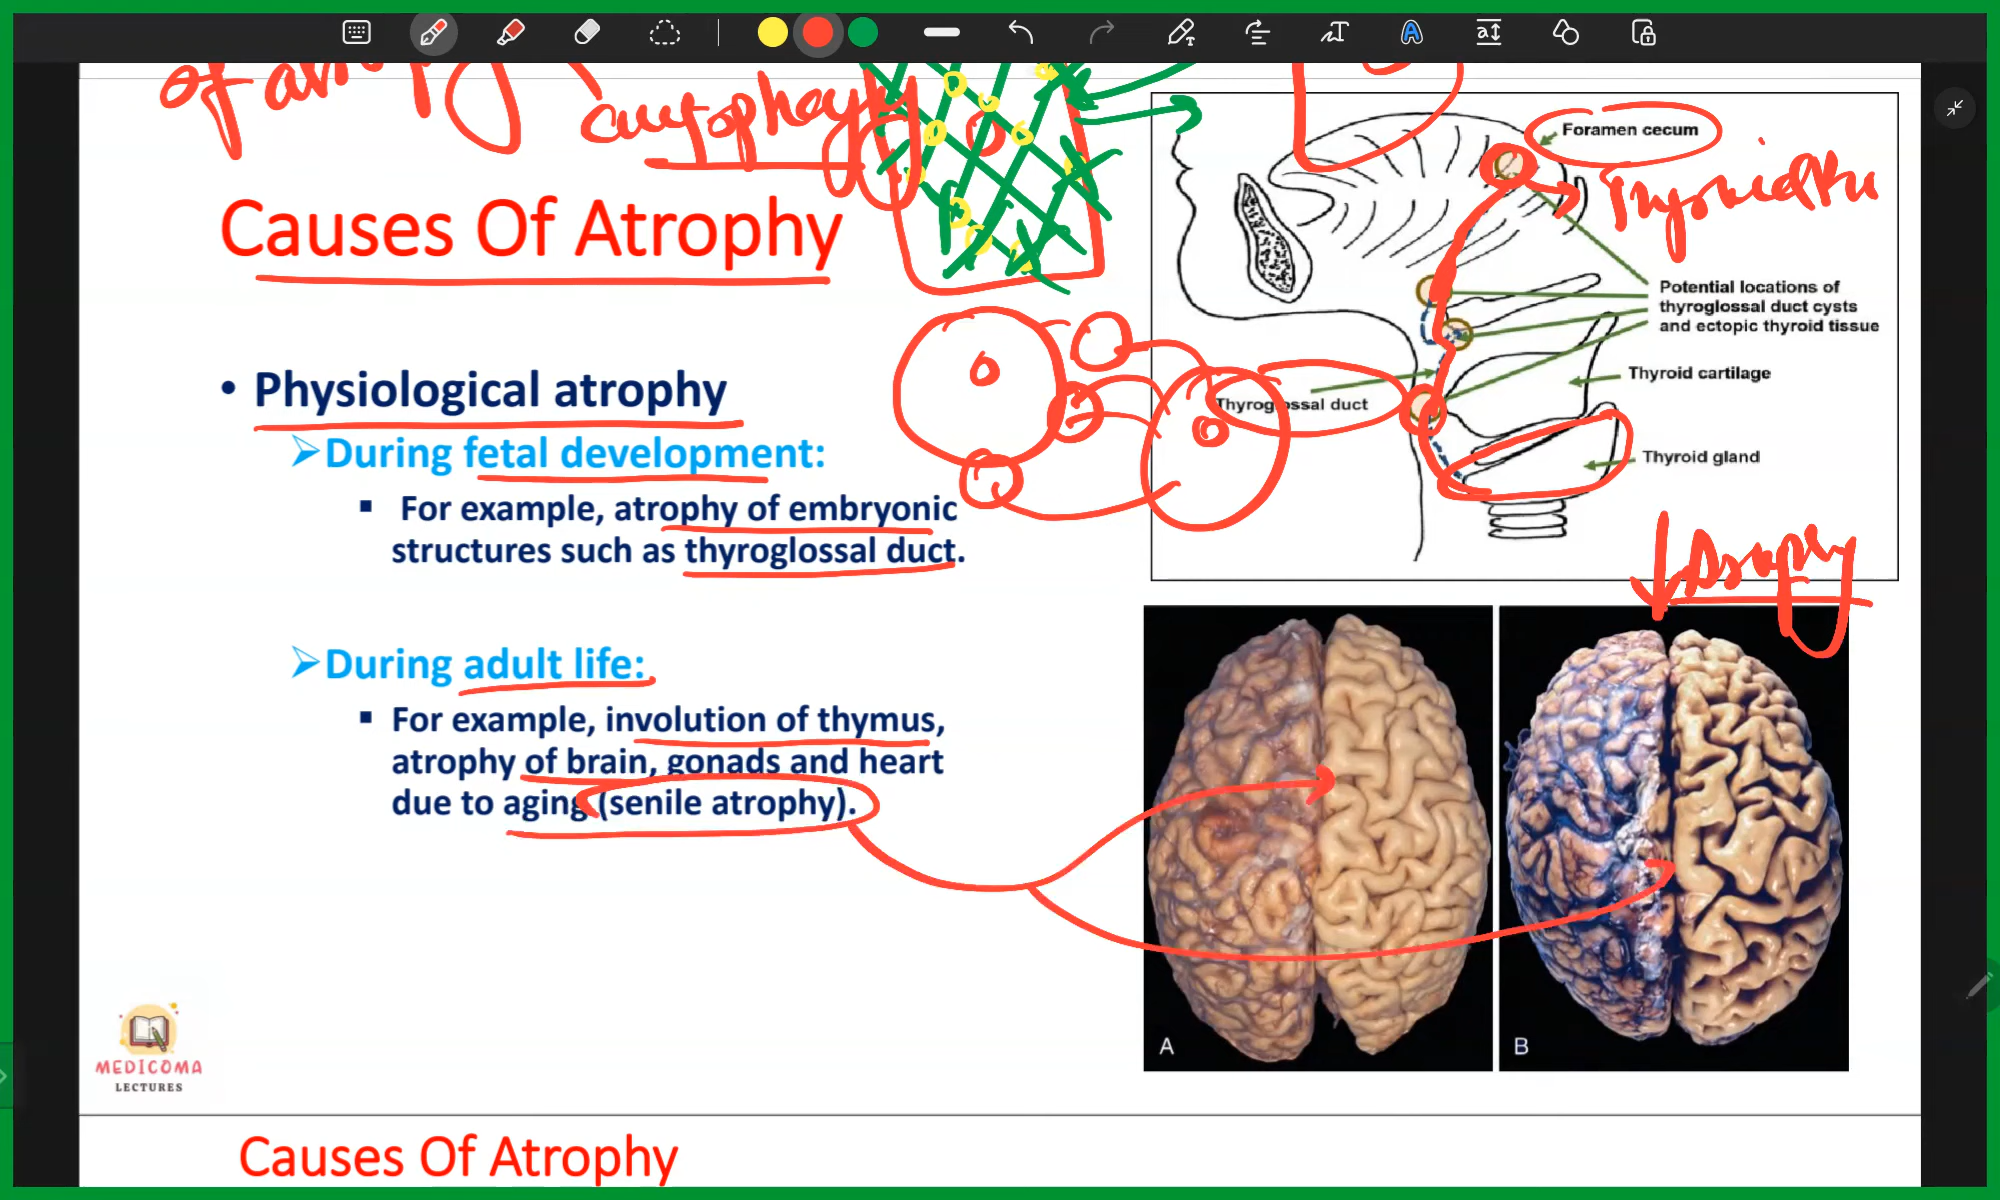 autophagy
Causes Of Atrophy
• Physiological atrophy
➢During fetal development:
▪ For example, atrophy of embryonic
structures such as thyroglossal duct.
➢During adult life:
▪ For example, involution of thymus,
atrophy of brain, gonads and heart
due to aging (senile atrophy).
Foramen cecum
Potential locations of
thyroglossal duct cysts
and ectopic thyroid tissue
Thyroid cartilage
Thyroglossal duct
Thyroid gland
A
B
MEDICOMA
LECTURES
Causes Of Atrophy